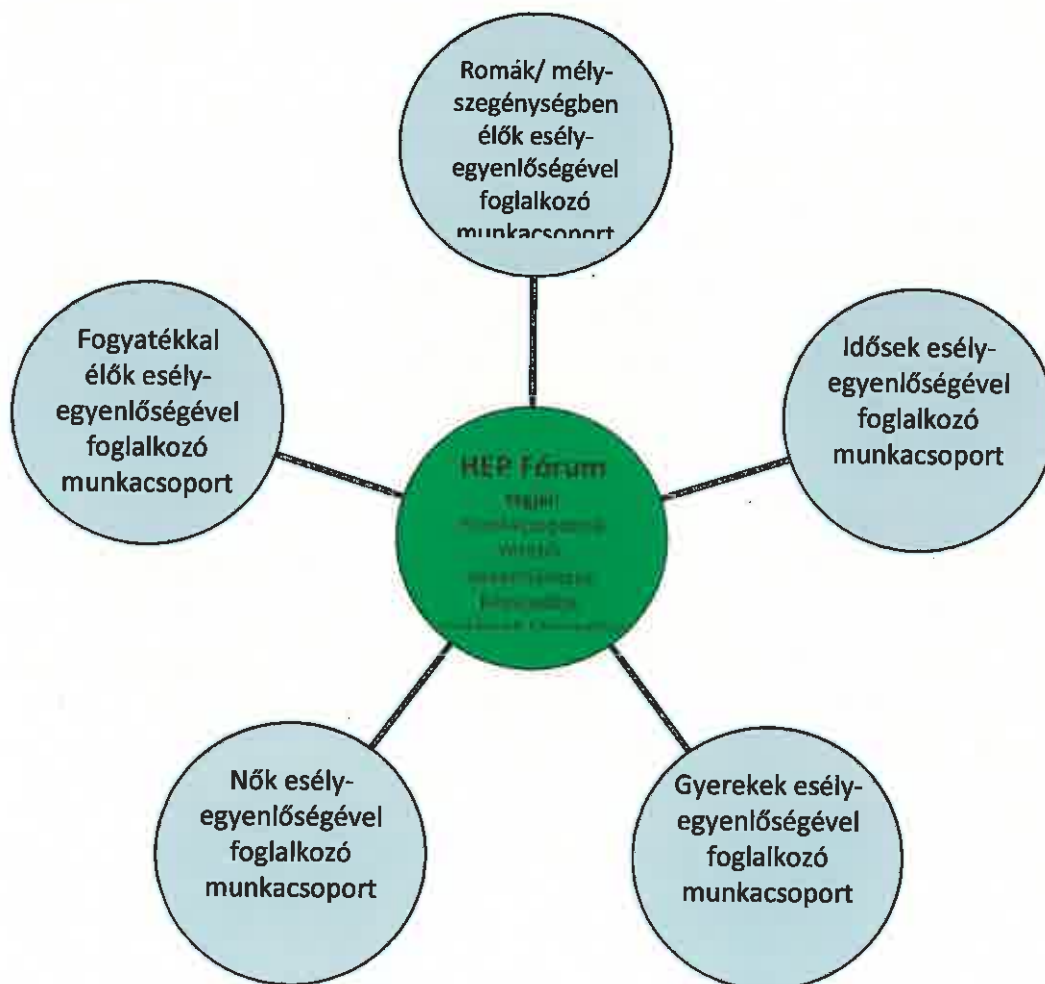 Romák/ mély-
szegénységben
élők esély-
egyenlőségével
foglalkozó
munkacsoport
Fogyatékkal
élők esély-
egyenlőségével
foglalkozó
munkacsoport
Idősek esély-
egyenlőségével
foglalkozó
munkacsoport
HEP Fórum
Nők esély-
egyenlőségével
foglalkozó
munkacsoport
Gyerekek esély-
egyenlőségével
foglalkozó
munkacsoport